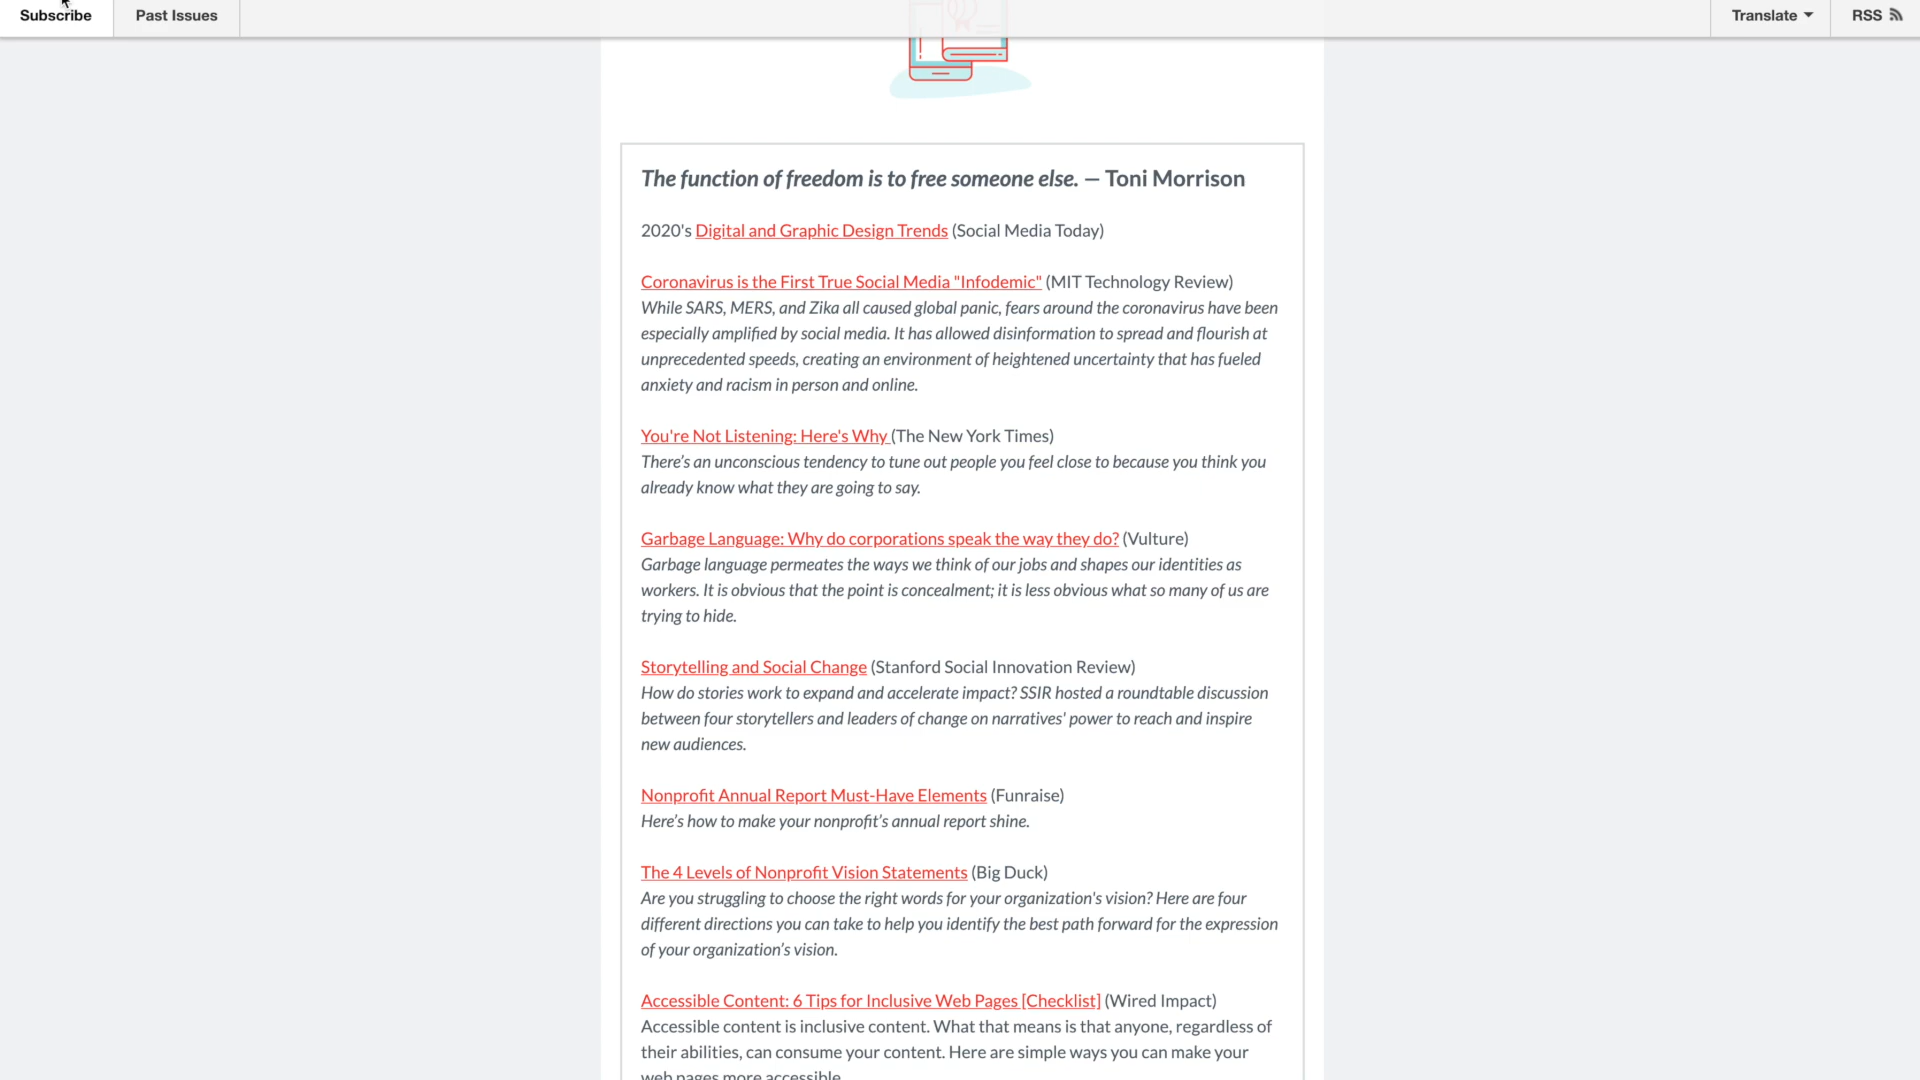 Subscribe
Past Issues
Translate
RSS
The function of freedom is to free someone else. — Toni Morrison
2020's Digital and Graphic Design Trends (Social Media Today)
Coronavirus is the First True Social Media "Infodemic" (MIT Technology Review)
While SARS, MERS, and Zika all caused global panic, fears around the coronavirus have been
especially amplified by social media. It has allowed disinformation to spread and flourish at
unprecedented speeds, creating an environment of heightened uncertainty that has fueled
anxiety and racism in person and online.
You're Not Listening: Here's Why (The New York Times)
There’s an unconscious tendency to tune out people you feel close to because you think you
already know what they are going to say.
Garbage Language: Why do corporations speak the way they do? (Vulture)
Garbage language permeates the ways we think of our jobs and shapes our identities as
workers. It is obvious that the point is concealment; it is less obvious what so many of us are
trying to hide.
Storytelling and Social Change (Stanford Social Innovation Review)
How do stories work to expand and accelerate impact? SSIR hosted a roundtable discussion
between four storytellers and leaders of change on narratives' power to reach and inspire
new audiences.
Nonprofit Annual Report Must-Have Elements (Funraise)
Here’s how to make your nonprofit’s annual report shine.
The 4 Levels of Nonprofit Vision Statements (Big Duck)
Are you struggling to choose the right words for your organization's vision? Here are four
different directions you can take to help you identify the best path forward for the expression
of your organization’s vision.
Accessible Content: 6 Tips for Inclusive Web Pages [Checklist] (Wired Impact)
Accessible content is inclusive content. What that means is that anyone, regardless of
their abilities, can consume your content. Here are simple ways you can make your
web pages more accessible.